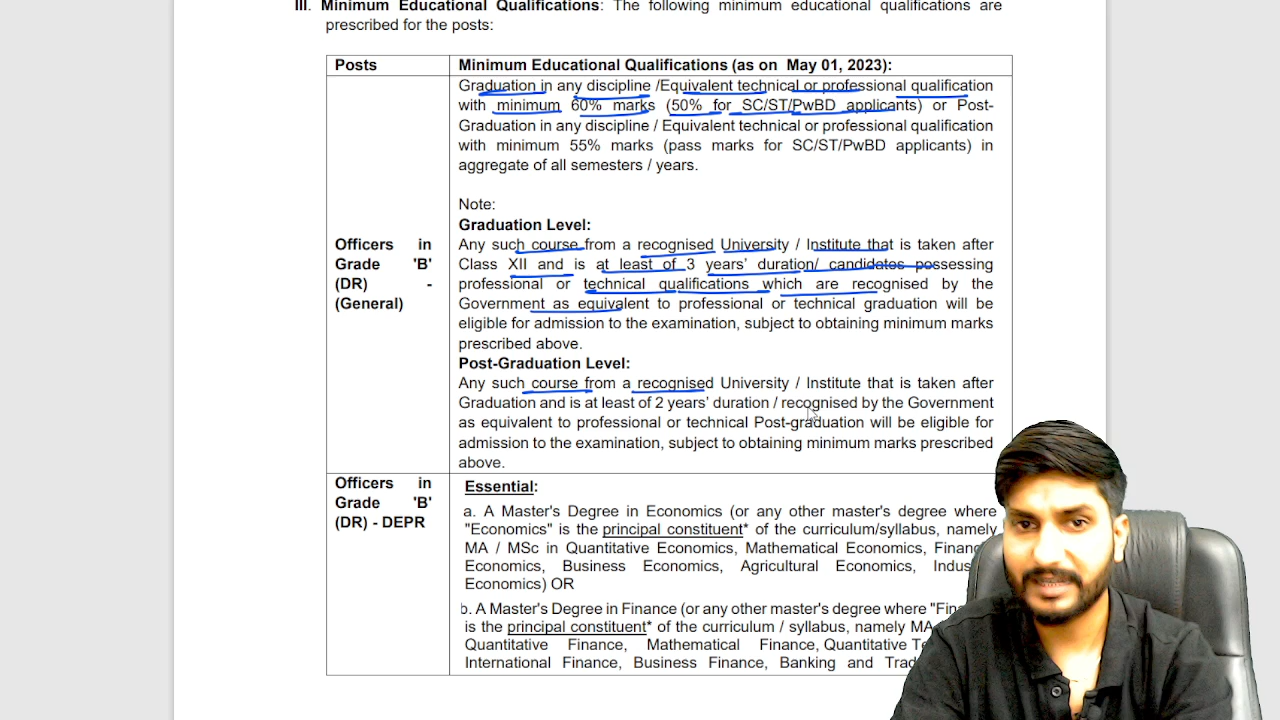 III. Minimum Educational Qualifications: The following minimum educational qualifications are
prescribed for the posts:
Posts
Minimum Educational Qualifications (as on May 01, 2023):
Officers in
Grade 'B'
(DR) -
(General)
Graduation in any discipline /Equivalent technical or professional qualification
with minimum 60% marks (50% for SC/ST/PwBD applicants) or Post-
Graduation in any discipline / Equivalent technical or professional qualification
with minimum 55% marks (pass marks for SC/ST/PwBD applicants) in
aggregate of all semesters / years.
Note:
Graduation Level:
Any such course from a recognised University / Institute that is taken after
Class XII and is at least of 3 years' duration/ candidates possessing
professional or technical qualifications which are recognised by the
Government as equivalent to professional or technical graduation will be
eligible for admission to the examination, subject to obtaining minimum marks
prescribed above.
Post-Graduation Level:
Any such course from a recognised University / Institute that is taken after
Graduation and is at least of 2 years' duration / recognised by the Government
as equivalent to professional or technical Post-graduation will be eligible for
admission to the examination, subject to obtaining minimum marks prescribed
above.
Officers in
Grade 'B'
(DR) - DEPR
Essential:
a. A Master's Degree in Economics (or any other master's degree where
"Economics" is the principal constituent* of the curriculum/syllabus, namely
MA / MSc in Quantitative Economics, Mathematical Economics,
Economics, Business Economics, Agricultural Economics,
Economics) OR
b. A Master's Degree in Finance (or any other master's degree where
is the principal constituent* of the curriculum / syllabus, namely MA
Quantitative Finance, Mathematical Finance, Quantitative
International Finance, Business Finance, Banking and